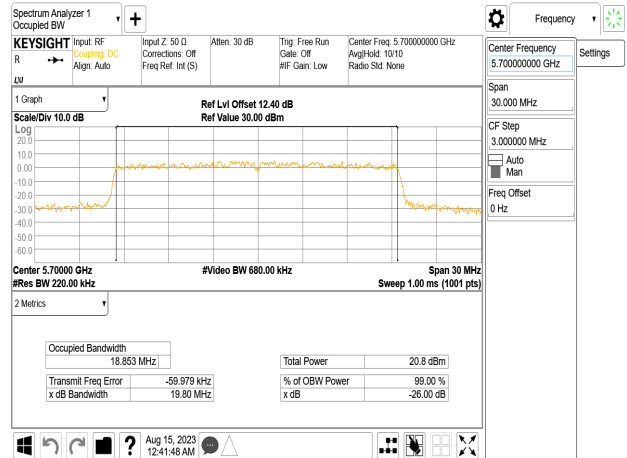 Spectrum Analyzer 1
Occupied BW
Frequency
KEYSIGHT
R
LXI
Input: RF
Coupling: DC
Align: Auto
Input Z: 50 Ω
Corrections: Off
Freq Ref: Int (S)
Atten: 30 dB
Trig: Free Run
Gate: Off
#IF Gain: Low
Center Freq: 5.700000000 GHz
Avg|Hold: 10/10
Radio Std: None
Center Frequency
5.700000000 GHz
Settings
Span
30.000 MHz
CF Step
3.000000 MHz
Auto
Man
Freq Offset
0 Hz
1 Graph
Ref Lvl Offset 12.40 dB
Scale/Div 10.0 dB
Ref Value 30.00 dBm
Log
20.0
10.0
0.00
-10.0
-20.0
-30.0
-40.0
-50.0
-60.0
Center 5.70000 GHz
#Video BW 680.00 kHz
Span 30 MHz
#Res BW 220.00 kHz
Sweep 1.00 ms (1001 pts)
2 Metrics
Occupied Bandwidth
18.853 MHz
Total Power 20.8 dBm
Transmit Freq Error -59.979 kHz
% of OBW Power 99.00 %
x dB Bandwidth 19.80 MHz
x dB -26.00 dB
?
Aug 15, 2023
12:41:48 AM